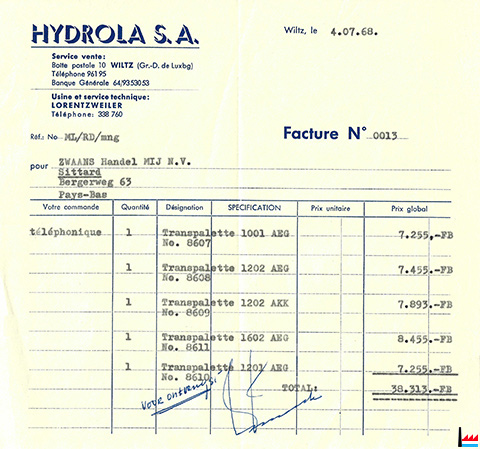 HYDROLA S.A.
Wiltz, le 4.07.68.
Service vente:
Boîte postale 10 WILTZ (Gr.-D. de Luxbg)
Téléphone 961 95
Banque Générale 64/9353053
Usine et service technique:
LORENTZWEILER
Téléphone: 338 760
Réf.: No ML/RD/mng
Facture N° 0013
pour ZWAANS Handel MIJ N.V.
Sittard
Bergerweg 63
Pays-Bas
Votre commande Quantité Désignation SPÉCIFICATION Prix unitaire Prix global
téléphonique 1 Transpalette 1001 AEG 7.255,-FB
No. 8607
1 Transpalette 1202 AEG 7.455.-FB
No. 8608
1 Transpalette 1202 AKK 7.893.-FB
No. 8609
1 Transpalette 1602 AEG 8.455.-FB
No. 8611
1 Transpalette 1201 AEG 7.255.-FB
No. 8610
voor
TOTAL: 38.313.-FB